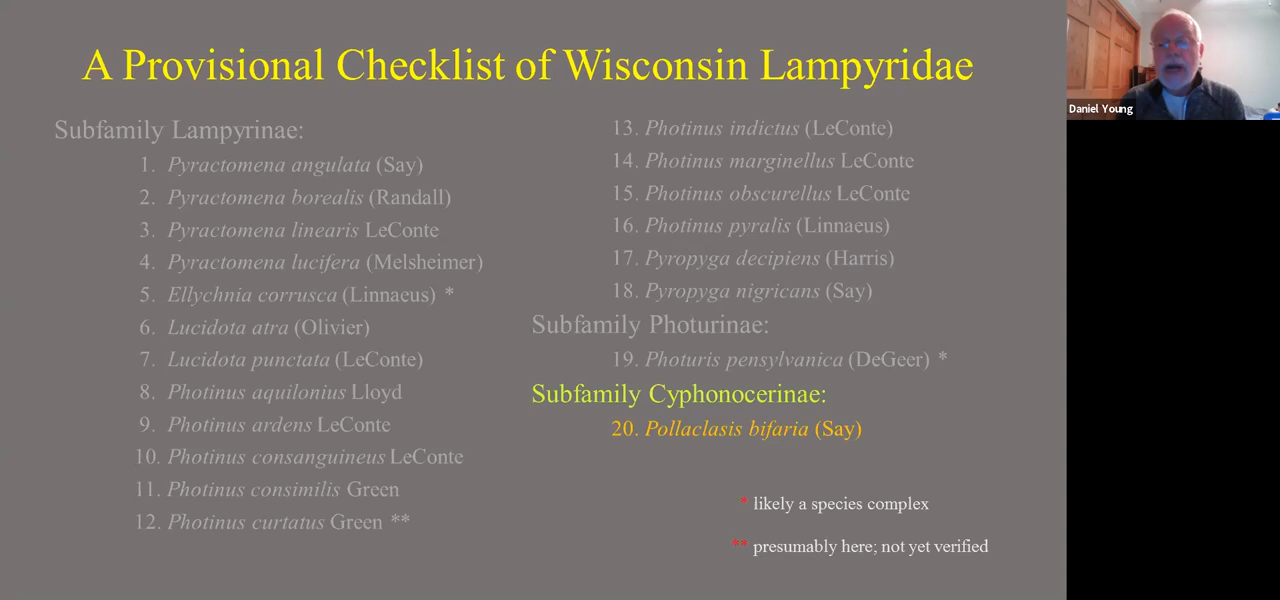 A Provisional Checklist of Wisconsin Lampyridae
Subfamily Lampyrinae:
1. Pyractomena angulata (Say)
2. Pyractomena borealis (Randall)
3. Pyractomena linearis LeConte
4. Pyractomena lucifera (Melsheimer)
5. Ellychnia corrusca (Linnaeus) *
6. Lucidota atra (Olivier)
7. Lucidota punctata (LeConte)
8. Photinus aquilonius Lloyd
9. Photinus ardens LeConte
10. Photinus consanguineus LeConte
11. Photinus consimilis Green
12. Photinus curtatus Green **
13. Photinus indictus (LeConte)
14. Photinus marginellus LeConte
15. Photinus obscurellus LeConte
16. Photinus pyralis (Linnaeus)
17. Pyropyga decipiens (Harris)
18. Pyropyga nigricans (Say)
Subfamily Photurinae:
19. Photuris pensylvanica (DeGeer) *
Subfamily Cyphonocerinae:
20. Pollaclasis bifaria (Say)
* likely a species complex
** presumably here; not yet verified
Daniel Young